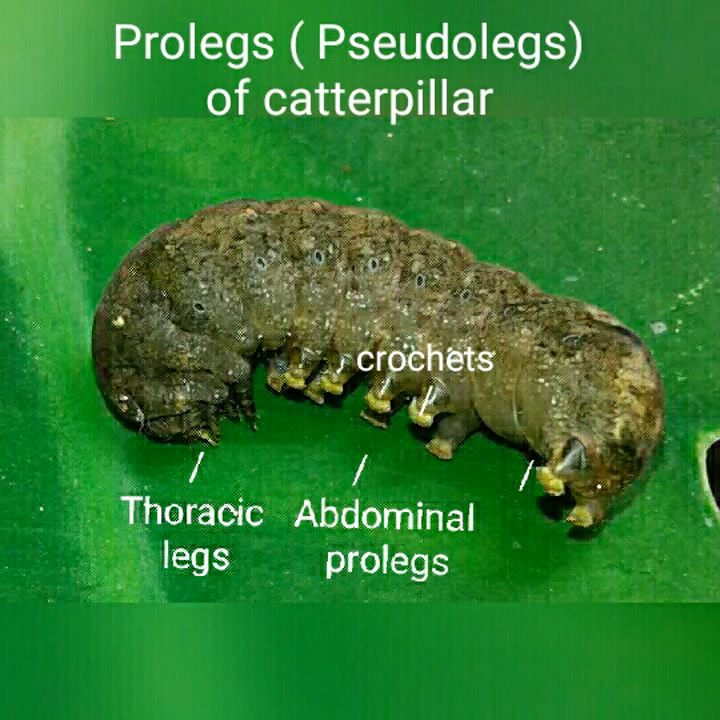 Prolegs ( Pseudolegs)
of catterpillar
crochets
Thoracic
legs
Abdominal
prolegs